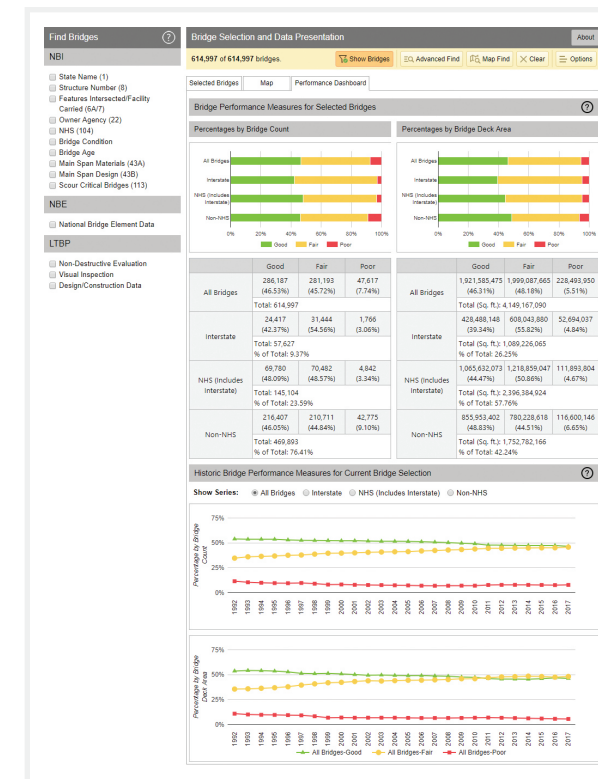 Find Bridges
NBI
State Name (1)
Structure Number (8)
Features Intersected/Facility
Carried (6A/7)
Owner Agency (22)
NHS (104)
Bridge Condition
Bridge Age
Main Span Materials (43A)
Main Span Design (43B)
Scour Critical Bridges (113)
NBE
National Bridge Element Data
LTBP
Non-Destructive Evaluation
Visual Inspection
Design/Construction Data
Bridge Selection and Data Presentation About
614,997 of 614,997 bridges. Show Bridges Advanced Find Map Find Clear Options
Selected Bridges Map Performance Dashboard
Bridge Performance Measures for Selected Bridges
Percentages by Bridge Count
All Bridges
Interstate
NHS (Includes
Interstate)
Non-NHS
0% 20% 40% 60% 80% 100%
Good Fair Poor
Percentages by Bridge Deck Area
All Bridges
Interstate
NHS (Includes
Interstate)
Non-NHS
0% 20% 40% 60% 80% 100%
Good Fair Poor
Good Fair Poor
All Bridges
286,187 281,193 47,617
(46.53%) (45.72%) (7.74%)
Total: 614,997
Interstate
24,417 31,444 1,766
(42.37%) (54.56%) (3.06%)
Total: 57,627
% of Total: 9.37%
NHS (Includes
Interstate)
69,780 70,482 4,842
(48.09%) (48.57%) (3.34%)
Total: 145,104
% of Total: 23.59%
Non-NHS
216,407 210,711 42,775
(46.05%) (44.84%) (9.10%)
Total: 469,893
% of Total: 76.41%
Good Fair Poor
All Bridges
1,921,585,475 1,999,087,665 228,493,950
(46.31%) (48.18%) (5.51%)
Total (Sq. ft.): 4,149,167,090
Interstate
428,488,148 608,043,880 52,694,037
(39.34%) (55.82%) (4.84%)
Total (Sq. ft.): 1,089,226,065
% of Total: 26.25%
NHS (Includes
Interstate)
1,065,632,073 1,218,859,047 111,893,804
(44.47%) (50.86%) (4.67%)
Total (Sq. ft.): 2,396,384,924
% of Total: 57.76%
Non-NHS
855,953,402 780,228,618 116,600,146
(48.83%) (44.51%) (6.65%)
Total (Sq. ft.): 1,752,782,166
% of Total: 42.24%
Historic Bridge Performance Measures for Current Bridge Selection
Show Series: All Bridges Interstate NHS (Includes Interstate) Non-NHS
Percentage by Bridge
Count
75%
50%
25%
0%
1992 1993 1994 1995 1996 1997 1998 1999 2000 2001 2002 2003 2004 2005 2006 2007 2008 2009 2010 2011 2012 2013 2014 2015 2016 2017
Percentage by Bridge
Deck Area
75%
50%
25%
0%
1992 1993 1994 1995 1996 1997 1998 1999 2000 2001 2002 2003 2004 2005 2006 2007 2008 2009 2010 2011 2012 2013 2014 2015 2016 2017
All Bridges-Good All Bridges-Fair All Bridges-Poor